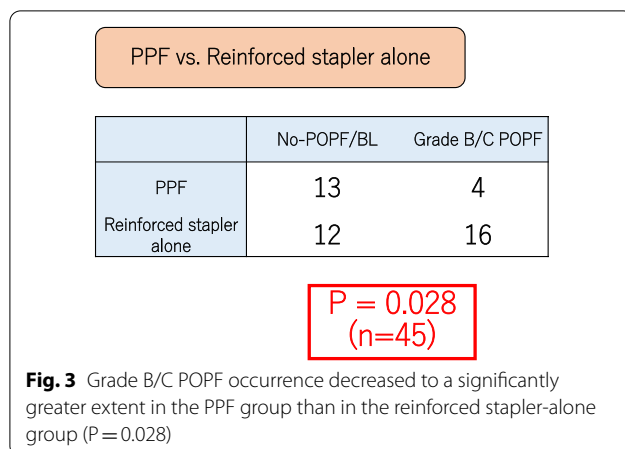 PPF vs. Reinforced stapler alone
No-POPF/BL Grade B/C POPF
PPF 13 4
Reinforced stapler
alone 12 16
P = 0.028
(n=45)
Fig. 3 Grade B/C POPF occurrence decreased to a significantly
greater extent in the PPF group than in the reinforced stapler-alone
group (P = 0.028)